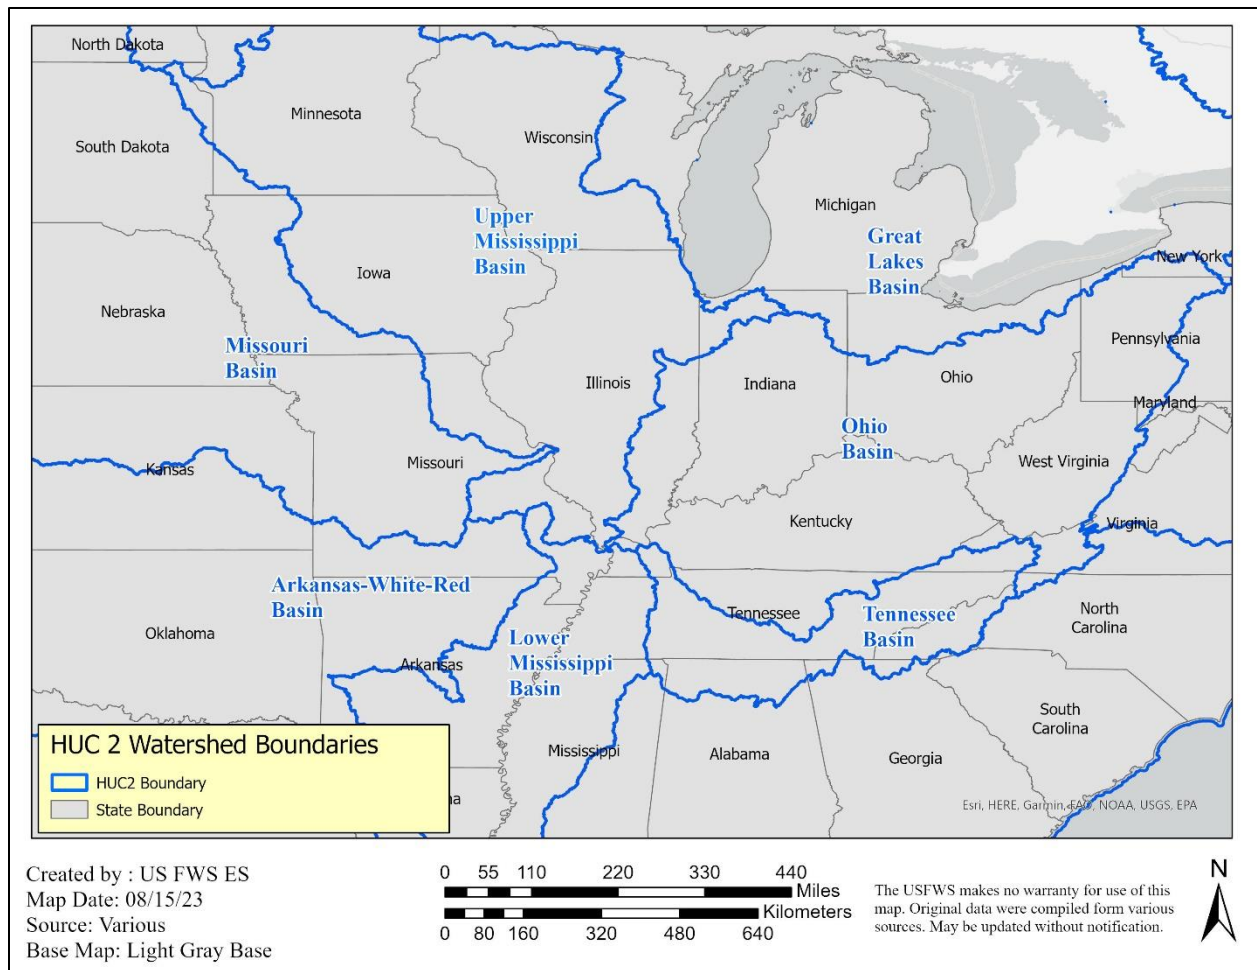 North Dakota
Minnesota
Wisconsin
South Dakota
Michigan
Upper
Mississippi
Basin
Great
Lakes
Basin
New York
Iowa
Nebraska
Missouri
Basin
Pennsylvania
Illinois
Indiana
Ohio
Maryland
Ohio
Basin
Kansas
Missouri
West Virginia
Kentucky
Virginia
Arkansas-White-Red
Basin
Tennessee
Tennessee
Basin
North
Carolina
Oklahoma
Lower
Mississippi
Basin
Arkansas
South
Carolina
Mississippi
Alabama
Georgia
HUC 2 Watershed Boundaries
HUC2 Boundary
State Boundary
na
Esri, HERE, Garmin, FAO, NOAA, USGS, EPA
Created by : US FWS ES
Map Date: 08/15/23
Source: Various
Base Map: Light Gray Base
0 55 110 220 330 440
Miles
Kilometers
0 80 160 320 480 640
The USFWS makes no warranty for use of this
map. Original data were compiled form various
sources. May be updated without notification.
N